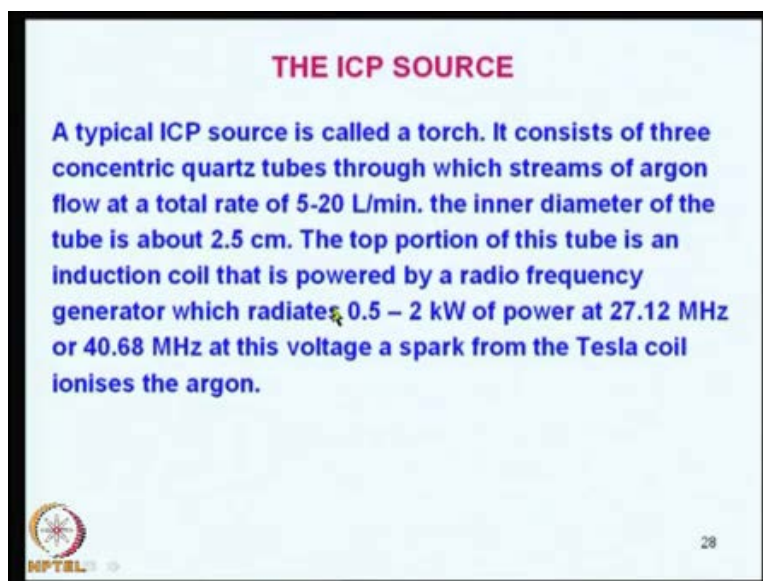 THE ICP SOURCE
A typical ICP source is called a torch. It consists of three
concentric quartz tubes through which streams of argon
flow at a total rate of 5-20 L/min. the inner diameter of the
tube is about 2.5 cm. The top portion of this tube is an
induction coil that is powered by a radio frequency
generator which radiates 0.5 – 2 kW of power at 27.12 MHz
or 40.68 MHz at this voltage a spark from the Tesla coil
ionises the argon.
28
NPTEL